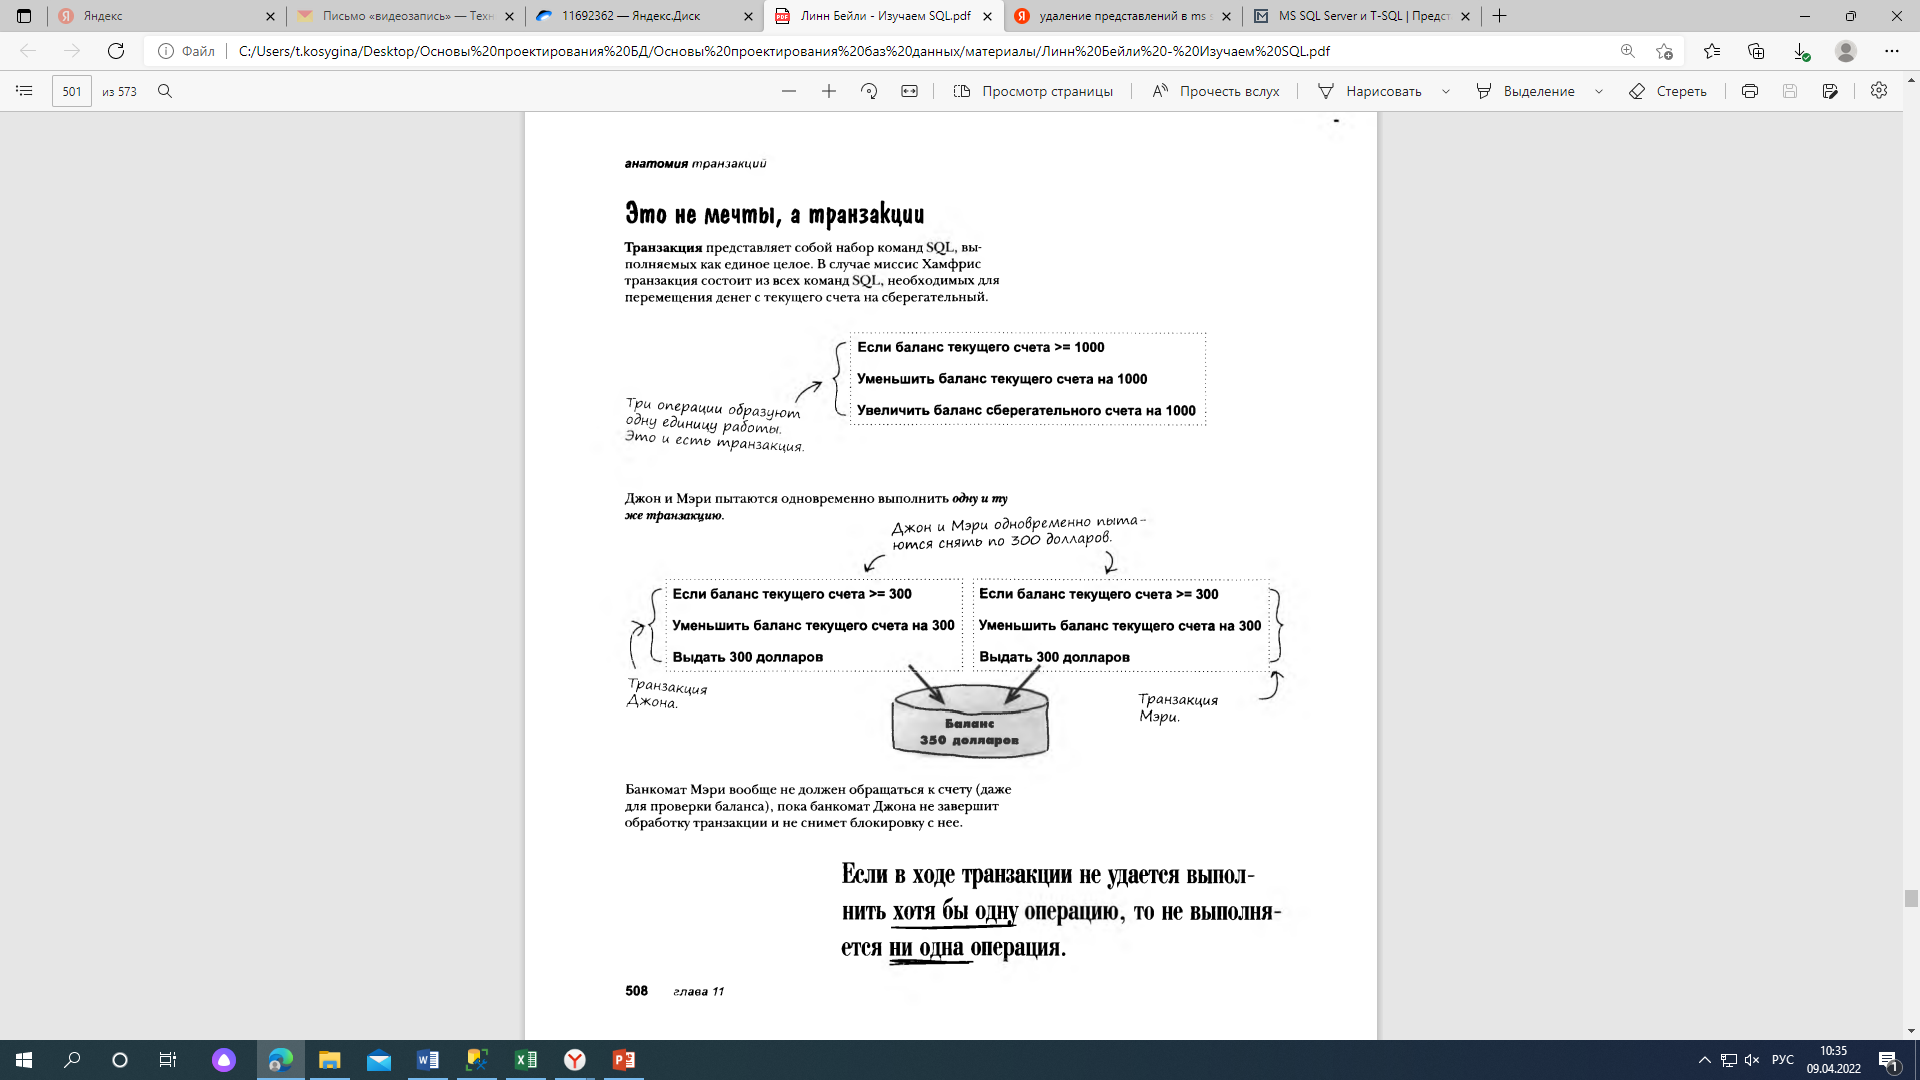 Яндекс
Письмо «видеозапись» — Техн
11692362 — Яндекс.Диск
Линн Бейли - Изучаем SQL.pdf
удаление представлений в ms s
MS SQL Server и T-SQL | Предст
Файл
C:/Users/t.kosygina/Desktop/Основы%20проектирования%20БД/Основы%20проектирования%20баз%20данных/материалы/Линн%20Бейли%20-%20Изучаем%20SQL.pdf
501 из 573
Просмотр страницы
Прочесть вслух
Нарисовать
Выделение
Стереть
анатомия транзакций
Это не мечты, а транзакции
Транзакция представляет собой набор команд SQL, вы-
полняемых как единое целое. В случае миссис Хамфрис
транзакция состоит из всех команд SQL, необходимых для
перемещения денег с текущего счета на сберегательный.
Если баланс текущего счета >= 1000
Уменьшить баланс текущего счета на 1000
Увеличить баланс сберегательного счета на 1000
Три операции образуют
одну единицу работы.
Это и есть транзакция.
Джон и Мэри пытаются одновременно выполнить одну и ту
же транзакцию.
Джон и Мэри одновременно пыта-
ются снять по 300 долларов.
Если баланс текущего счета >= 300
Уменьшить баланс текущего счета на 300
Выдать 300 долларов
Если баланс текущего счета >= 300
Уменьшить баланс текущего счета на 300
Выдать 300 долларов
Транзакция
Джона.
Баланс
350 долларов
Транзакция
Мэри.
Банкомат Мэри вообще не должен обращаться к счету (даже
для проверки баланса), пока банкомат Джона не завершит
обработку транзакции и не снимет блокировку с нее.
Если в ходе транзакции не удается выпол-
нить хотя бы одну операцию, то не выполня-
ется ни одна операция.
508 глава 11
РУС
10:35
09.04.2022
1